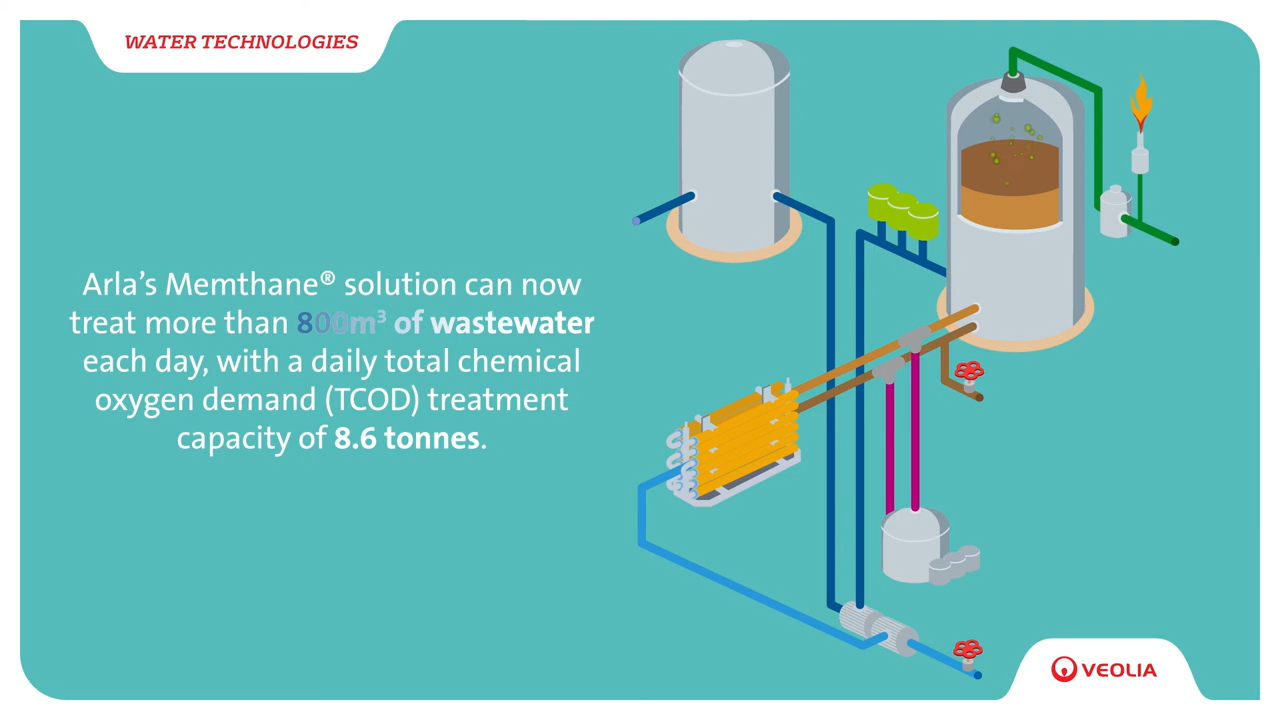 WATER TECHNOLOGIES
Arla’s Memthane® solution can now
treat more than 800m³ of wastewater
each day, with a daily total chemical
oxygen demand (TCOD) treatment
capacity of 8.6 tonnes.
VEOLIA